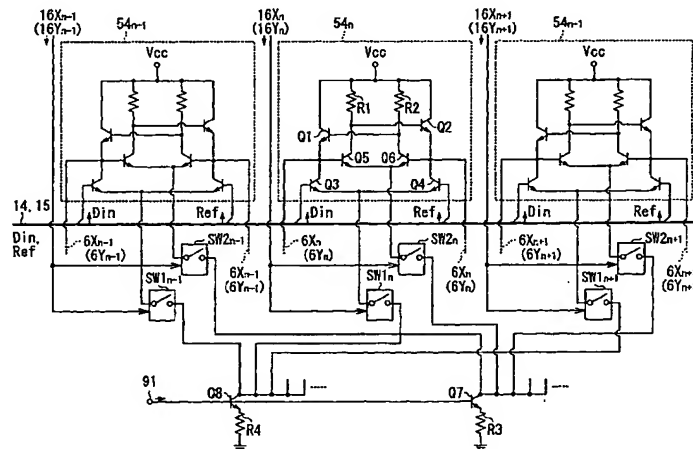 16Xn-1 54n-1 16Xn 54n 16Xn+1 54n-1
(16Yn-1) (16Yn) (16Yn+1)
Vcc Vcc Vcc
R1 R2
Q1 Q2
Q5 Q6
Q3 Q4
14, 15 Din Ref Din Ref Din Ref
Din,
Ref
6Xn-1 SW2n-1 6Xn SW2n 6Xn+1 SW2n+1
(6Yn-1) (6Yn) (6Yn+1)
6Xn-1 6Xn 6Xn+
(6Yn-1) (6Yn) (6Yn+
SW1n-1 SW1n SW1n+1
91 Q8 Q7
R4 R3